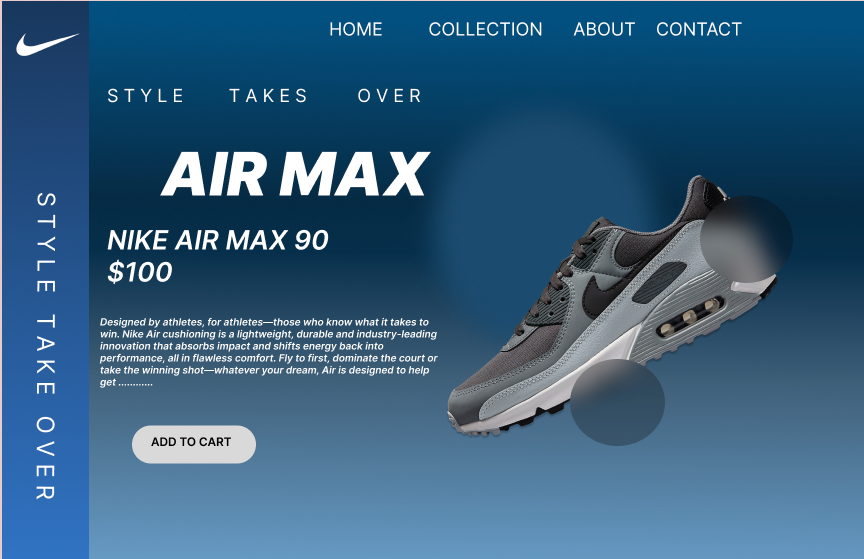 HOME COLLECTION ABOUT CONTACT
STYLE TAKES OVER
AIR MAX
NIKE AIR MAX 90
$100
Designed by athletes, for athletes—those who know what it takes to
win. Nike Air cushioning is a lightweight, durable and industry-leading
innovation that absorbs impact and shifts energy back into
performance, all in flawless comfort. Fly to first, dominate the court or
take the winning shot—whatever your dream, Air is designed to help
get ............
ADD TO CART
STYLE TAKE OVER